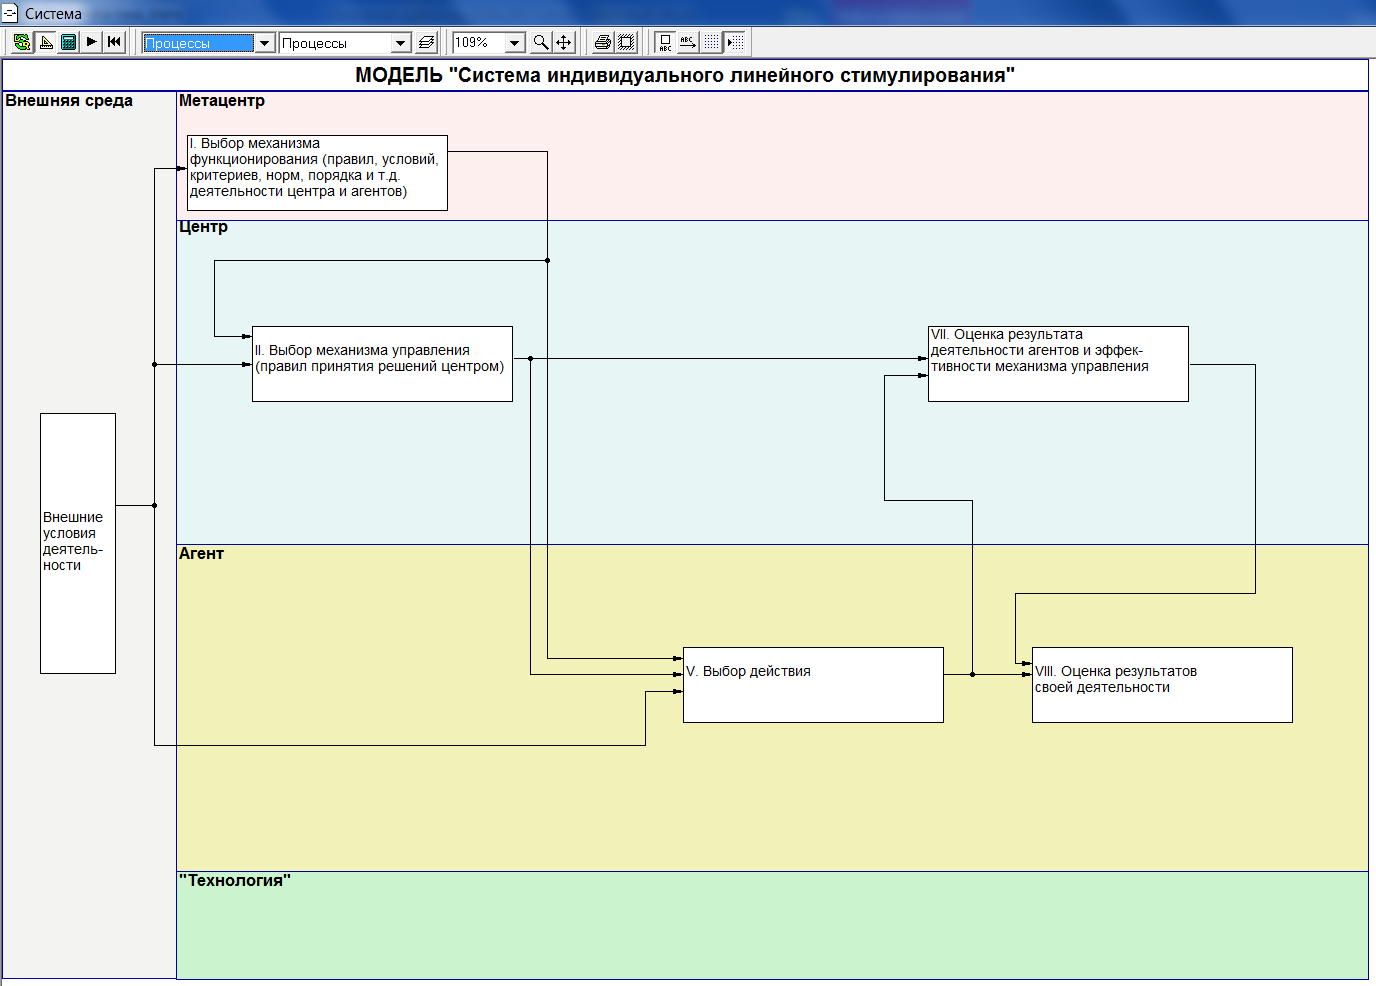 Система
Процессы
Процессы
109%
ABC
ABC
МОДЕЛЬ "Система индивидуального линейного стимулирования"
Внешняя среда
Метацентр
I. Выбор механизма
функционирования (правил, условий,
критериев, норм, порядка и т.д.
деятельности центра и агентов)
Центр
II. Выбор механизма управления
(правил принятия решений центром)
VII. Оценка результата
деятельности агентов и эффек-
тивности механизма управления
Внешние
условия
деятель-
ности
Агент
V. Выбор действия
VIII. Оценка результатов
своей деятельности
"Технология"